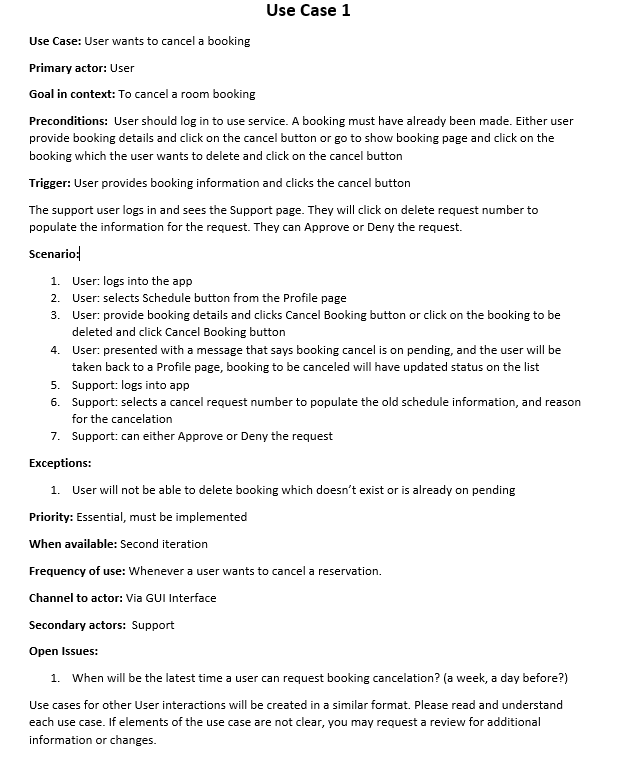 Use Case 1
Use Case: User wants to cancel a booking
Primary actor: User
Goal in context: To cancel a room booking
Preconditions:  User should log in to use service. A booking must have already been made. Either user
provide booking details and click on the cancel button or go to show booking page and click on the
booking which the user wants to delete and click on the cancel button
Trigger: User provides booking information and clicks the cancel button
The support user logs in and sees the Support page. They will click on delete request number to
populate the information for the request. They can Approve or Deny the request.
Scenario:
1. User: logs into the app
2. User: selects Schedule button from the Profile page
3. User: provide booking details and clicks Cancel Booking button or click on the booking to be
deleted and click Cancel Booking button
4. User: presented with a message that says booking cancel is on pending, and the user will be
taken back to a Profile page, booking to be canceled will have updated status on the list
5. Support: logs into app
6. Support: selects a cancel request number to populate the old schedule information, and reason
for the cancelation
7. Support: can either Approve or Deny the request
Exceptions:
1. User will not be able to delete booking which doesn't exist or is already on pending
Priority: Essential, must be implemented
When available: Second iteration
Frequency of use: Whenever a user wants to cancel a reservation.
Channel to actor: Via GUI Interface
Secondary actors:  Support
Open Issues:
1. When will be the latest time a user can request booking cancelation? (a week, a day before?)
Use cases for other User interactions will be created in a similar format. Please read and understand
each use case. If elements of the use case are not clear, you may request a review for additional
information or changes.